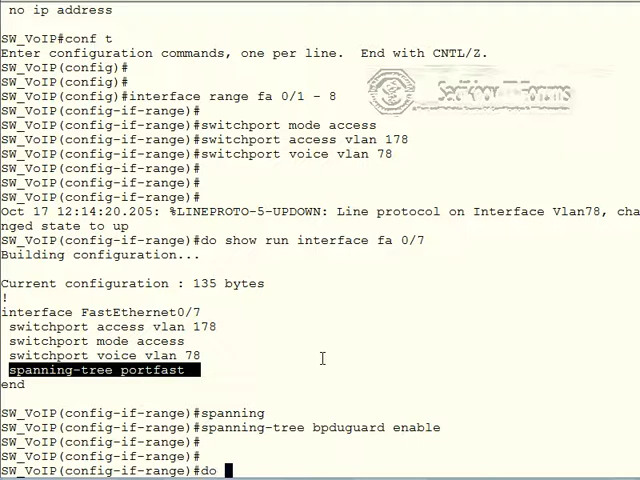 no ip address
SW_VoIP#conf t
Enter configuration commands, one per line.  End with CNTL/Z.
SW_VoIP(config)#
SW_VoIP(config)#
SW_VoIP(config)#interface range fa 0/1 - 8
SW_VoIP(config-if-range)#
SW_VoIP(config-if-range)#switchport mode access
SW_VoIP(config-if-range)#switchport access vlan 178
SW_VoIP(config-if-range)#switchport voice vlan 78
SW_VoIP(config-if-range)#
SW_VoIP(config-if-range)#
SW_VoIP(config-if-range)#
Oct 17 12:14:20.205: %LINEPROTO-5-UPDOWN: Line protocol on Interface Vlan78, cha
nged state to up
SW_VoIP(config-if-range)#do show run interface fa 0/7
Building configuration...
Current configuration : 135 bytes
!
interface FastEthernet0/7
switchport access vlan 178
switchport mode access
switchport voice vlan 78
spanning-tree portfast
end
SW_VoIP(config-if-range)#spanning
SW_VoIP(config-if-range)#spanning-tree bpduguard enable
SW_VoIP(config-if-range)#
SW_VoIP(config-if-range)#
SW_VoIP(config-if-range)#do